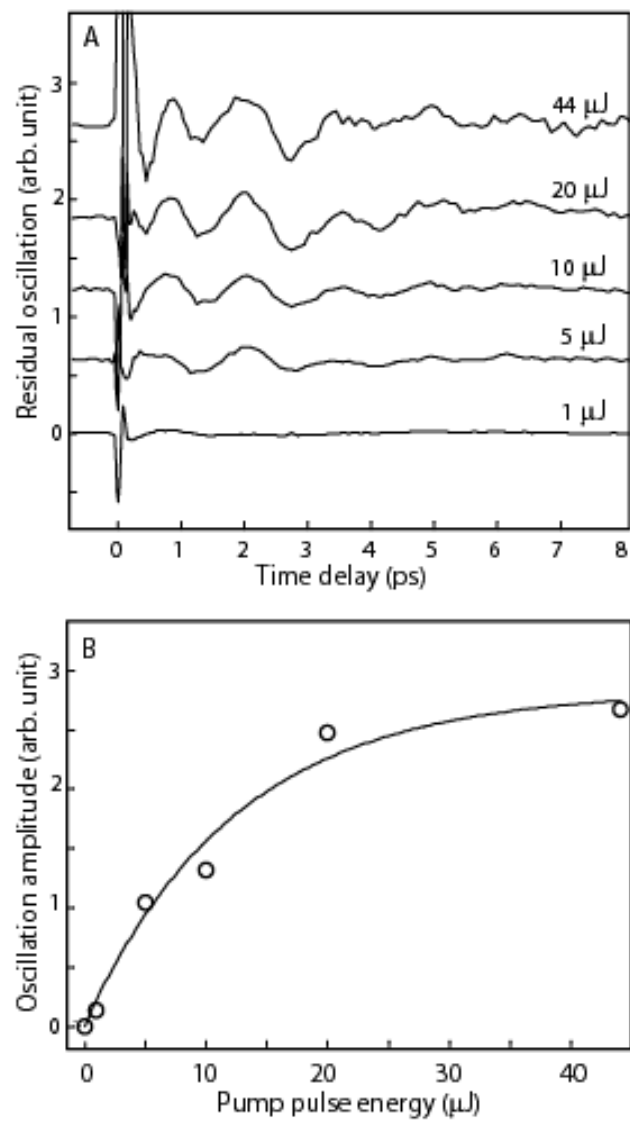 A
Residual oscillation (arb. unit)
3
2
1
0
44 μJ
20 μJ
10 μJ
5 μJ
1 μJ
0 1 2 3 4 5 6 7 8
Time delay (ps)
B
Oscillation amplitude (arb. unit)
3
2
1
0
0 10 20 30 40
Pump pulse energy (μJ)